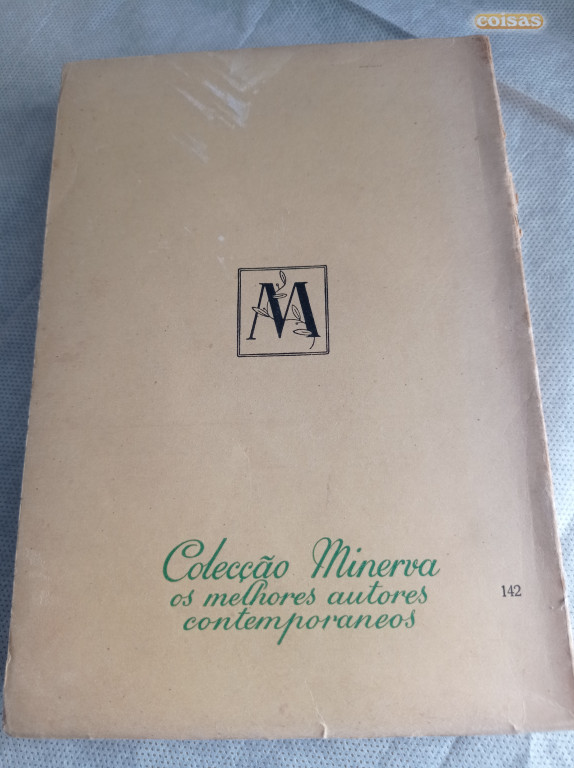 coisas
M
Colecção Minerva
os melhores autores
contemporaneos
142